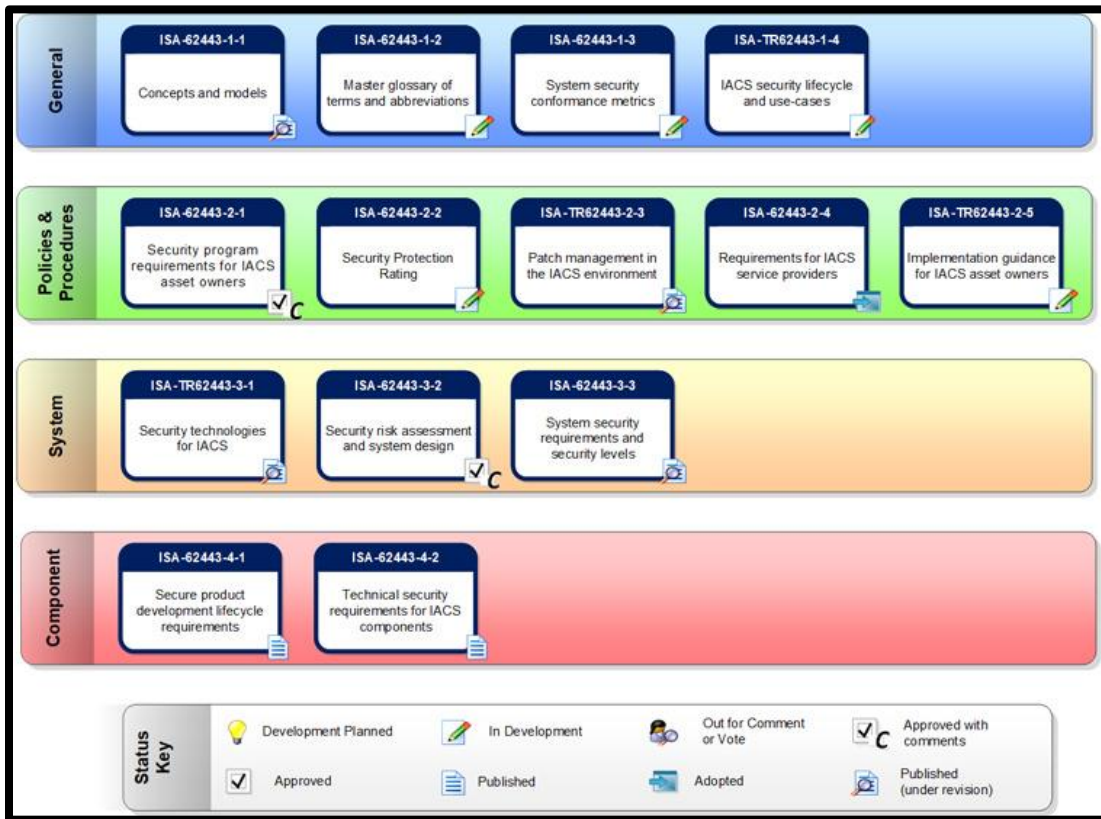 General
ISA-62443-1-1
Concepts and models
ISA-62443-1-2
Master glossary of
terms and abbreviations
ISA-62443-1-3
System security
conformance metrics
ISA-TR62443-1-4
IACS security lifecycle
and use-cases
Policies &
Procedures
ISA-62443-2-1
Security program
requirements for IACS
asset owners
C
ISA-62443-2-2
Security Protection
Rating
ISA-TR62443-2-3
Patch management in
the IACS environment
ISA-62443-2-4
Requirements for IACS
service providers
ISA-TR62443-2-5
Implementation guidance
for IACS asset owners
System
ISA-TR62443-3-1
Security technologies
for IACS
ISA-62443-3-2
Security risk assessment
and system design
C
ISA-62443-3-3
System security
requirements and
security levels
Component
ISA-62443-4-1
Secure product
development lifecycle
requirements
ISA-62443-4-2
Technical security
requirements for IACS
components
Status
Key
Development Planned
In Development
Out for Comment
or Vote
C
Approved with
comments
Approved
Published
Adopted
Published
(under revision)